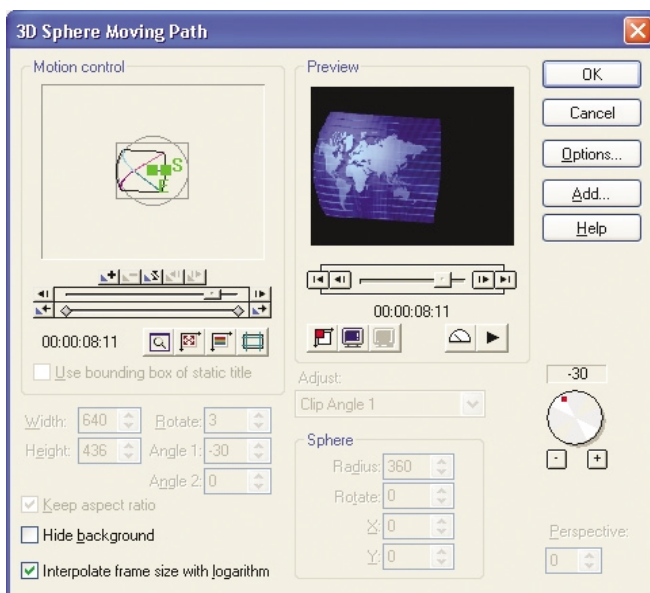 3D Sphere Moving Path
Motion control
S
E
00:00:08:11
Use bounding box of static title
Width: 640
Rotate: 3
Height: 436
Angle 1: -30
Angle 2: 0
Keep aspect ratio
Hide background
Interpolate frame size with logarithm
Preview
00:00:08:11
Adjust:
Clip Angle 1
Sphere
Radius: 360
Rotate: 0
X: 0
Y: 0
OK
Cancel
Options...
Add...
Help
-30
- +
Perspective:
0